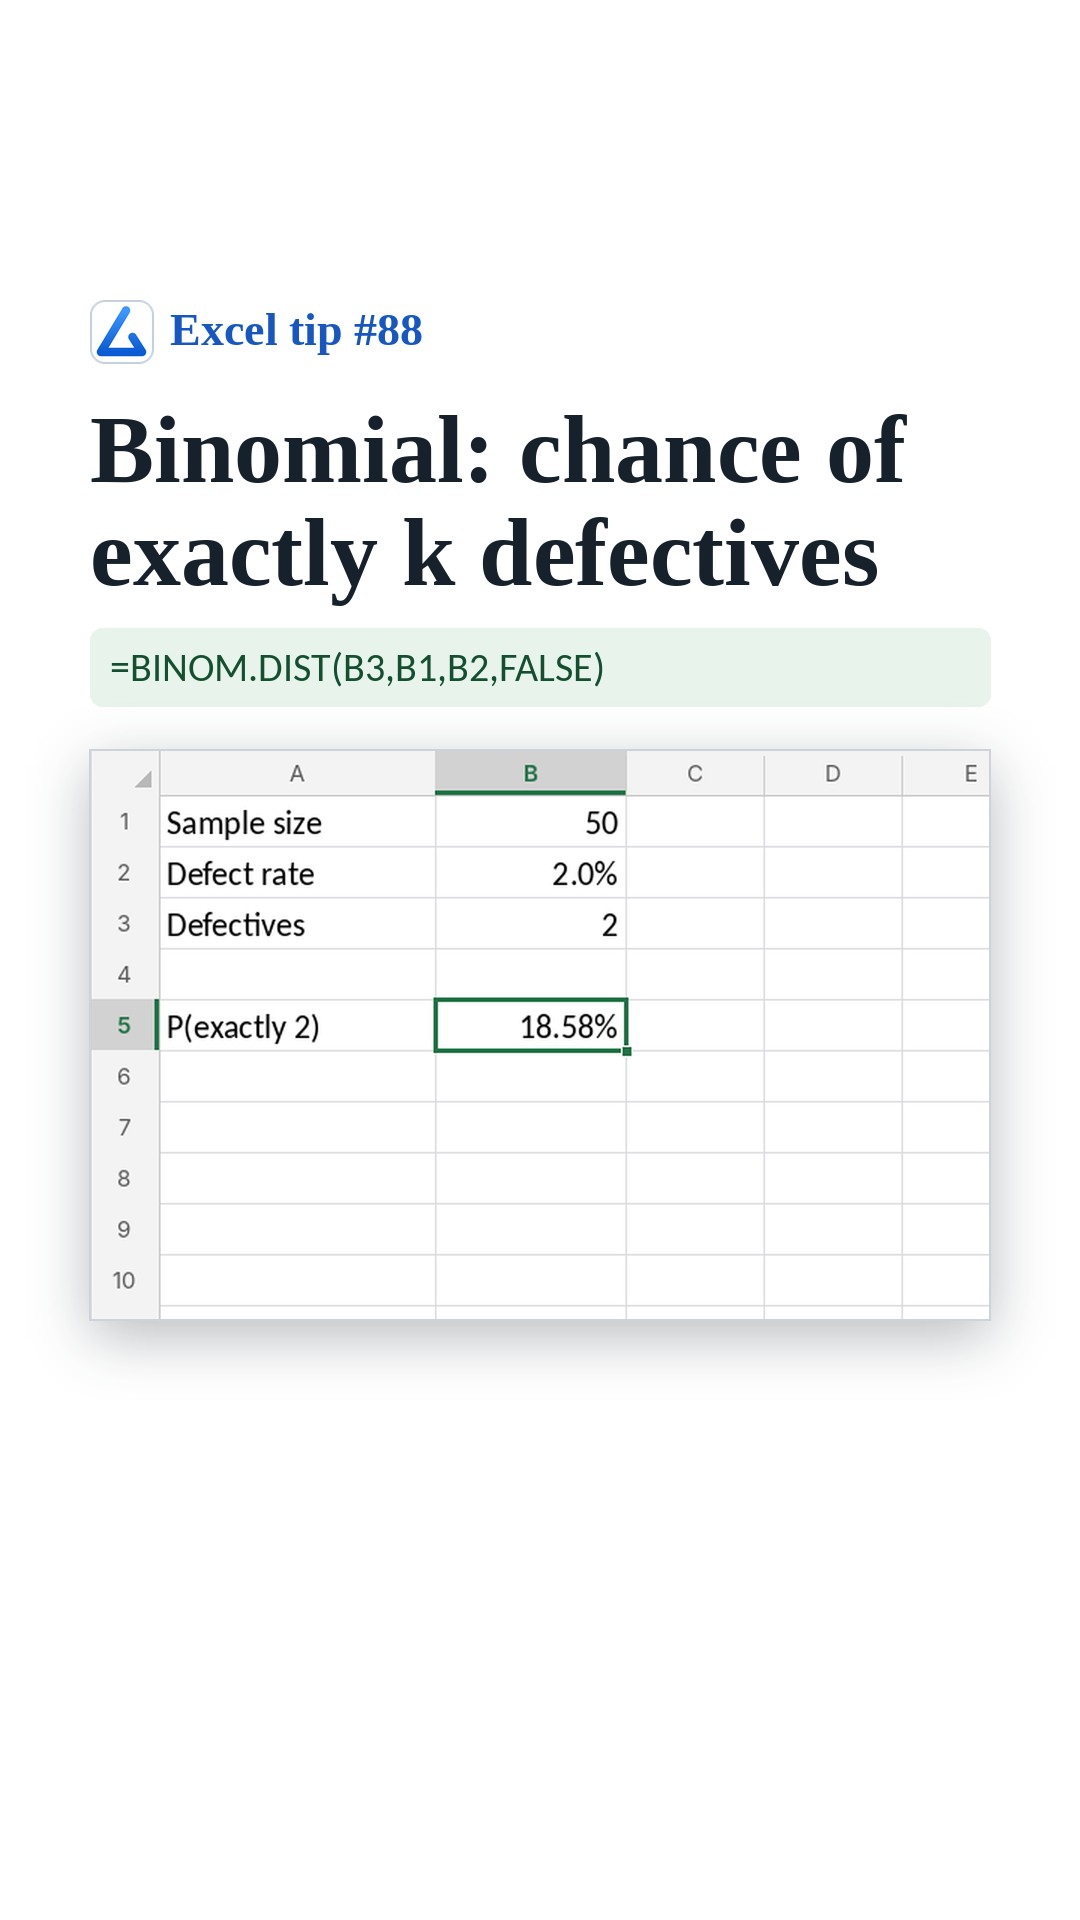 Excel tip #88
Binomial: chance of
exactly k defectives
=BINOM.DIST(B3,B1,B2,FALSE)
A B C D E
1 Sample size 50
2 Defect rate 2.0%
3 Defectives 2
4
5 P(exactly 2) 18.58%
6
7
8
9
10